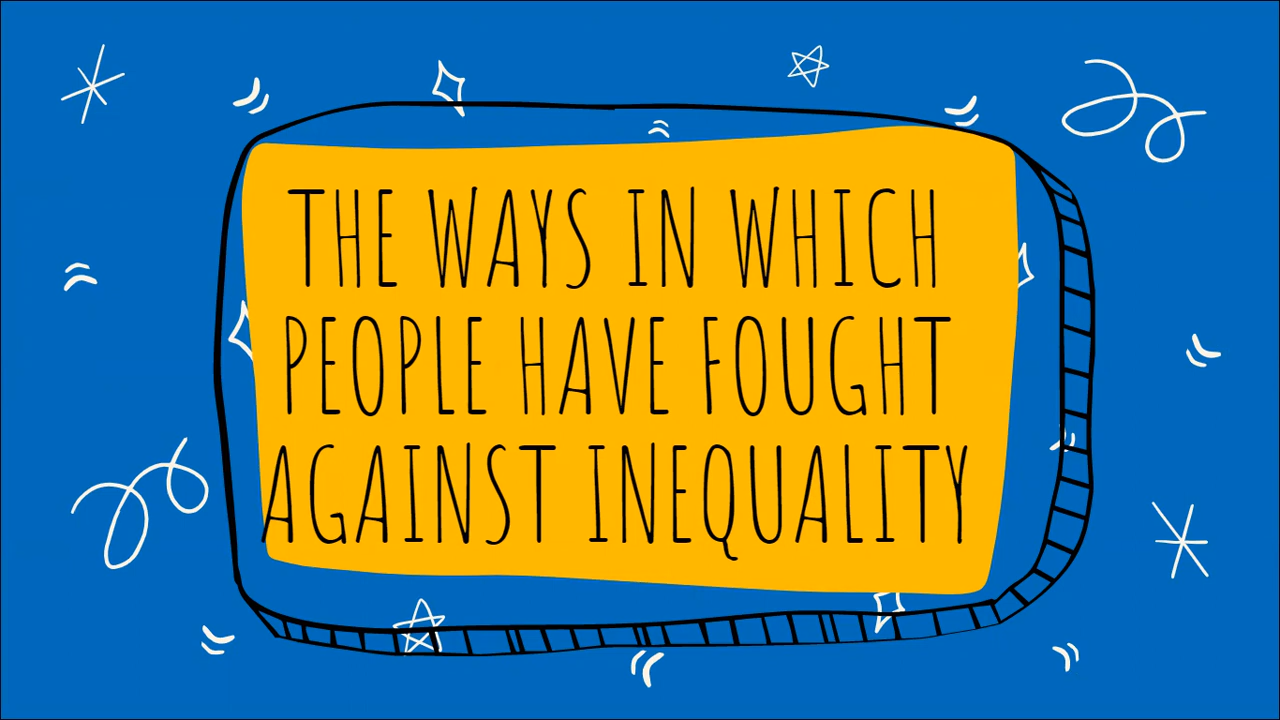 THE WAYS IN WHICH
PEOPLE HAVE FOUGHT
AGAINST INEQUALITY